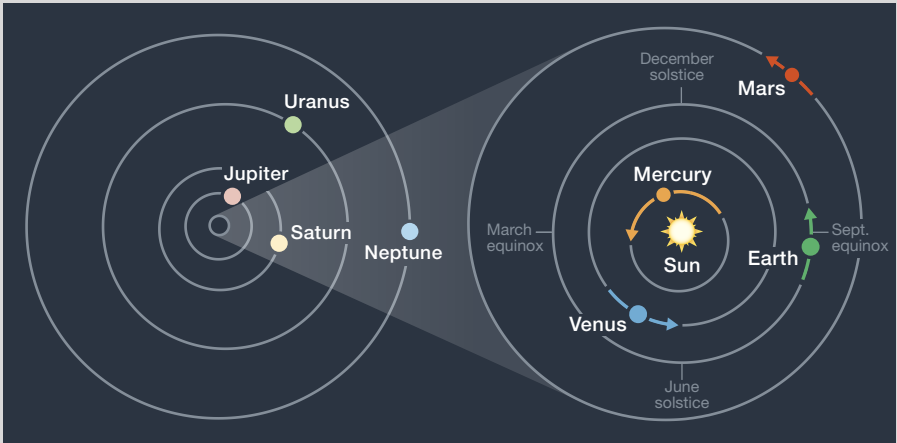 Uranus
Jupiter
Saturn
Neptune
December
solstice
Mars
Mercury
March
equinox
Sun
Sept.
equinox
Earth
Venus
June
solstice